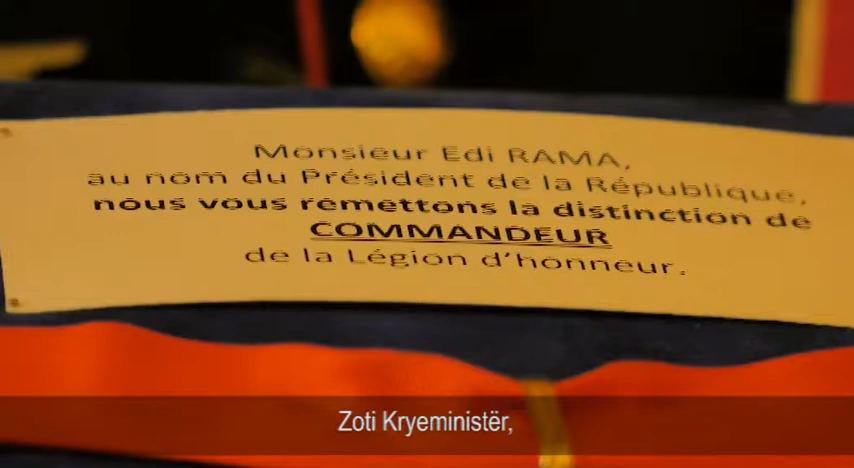 Monsieur Edi RAMA,
au nom du Président de la République,
nous vous remettons la distinction de
COMMANDEUR
de la Légion d'honneur.
Zoti Kryeministër,